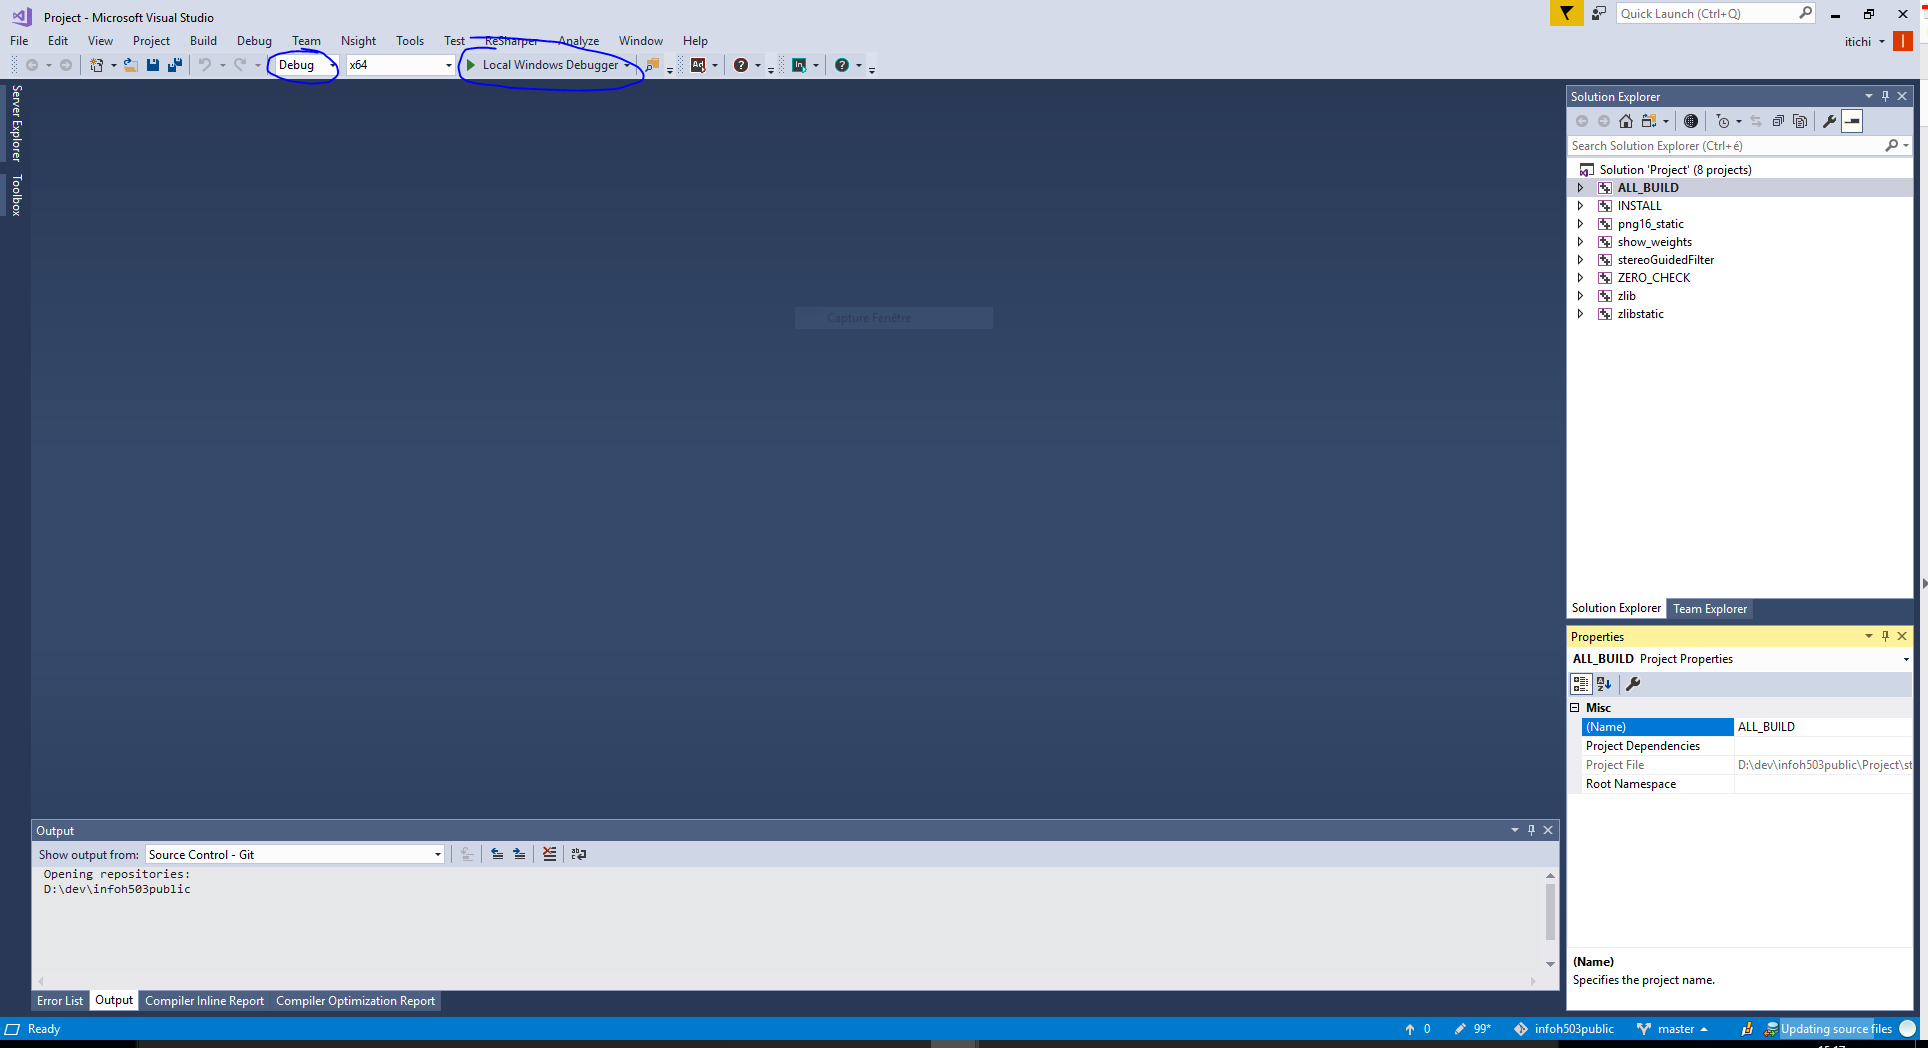 Project - Microsoft Visual Studio
Quick Launch (Ctrl+Q)
File Edit View Project Build Debug Team Nsight Tools Test ReSharper Analyze Window Help
itichi
Debug x64 Local Windows Debugger
Server Explorer
Toolbox
Capture Fenêtre
Solution Explorer
Search Solution Explorer (Ctrl+é)
Solution 'Project' (8 projects)
ALL_BUILD
INSTALL
png16_static
show_weights
stereoGuidedFilter
ZERO_CHECK
zlib
zlibstatic
Solution Explorer Team Explorer
Properties
ALL_BUILD Project Properties
Misc
(Name) ALL_BUILD
Project Dependencies
Project File D:\dev\infoh503public\Project\st
Root Namespace
(Name)
Specifies the project name.
Output
Show output from: Source Control - Git
Opening repositories:
D:\dev\infoh503public
Error List Output Compiler Inline Report Compiler Optimization Report
Ready 0 99* infoh503public master Updating source files